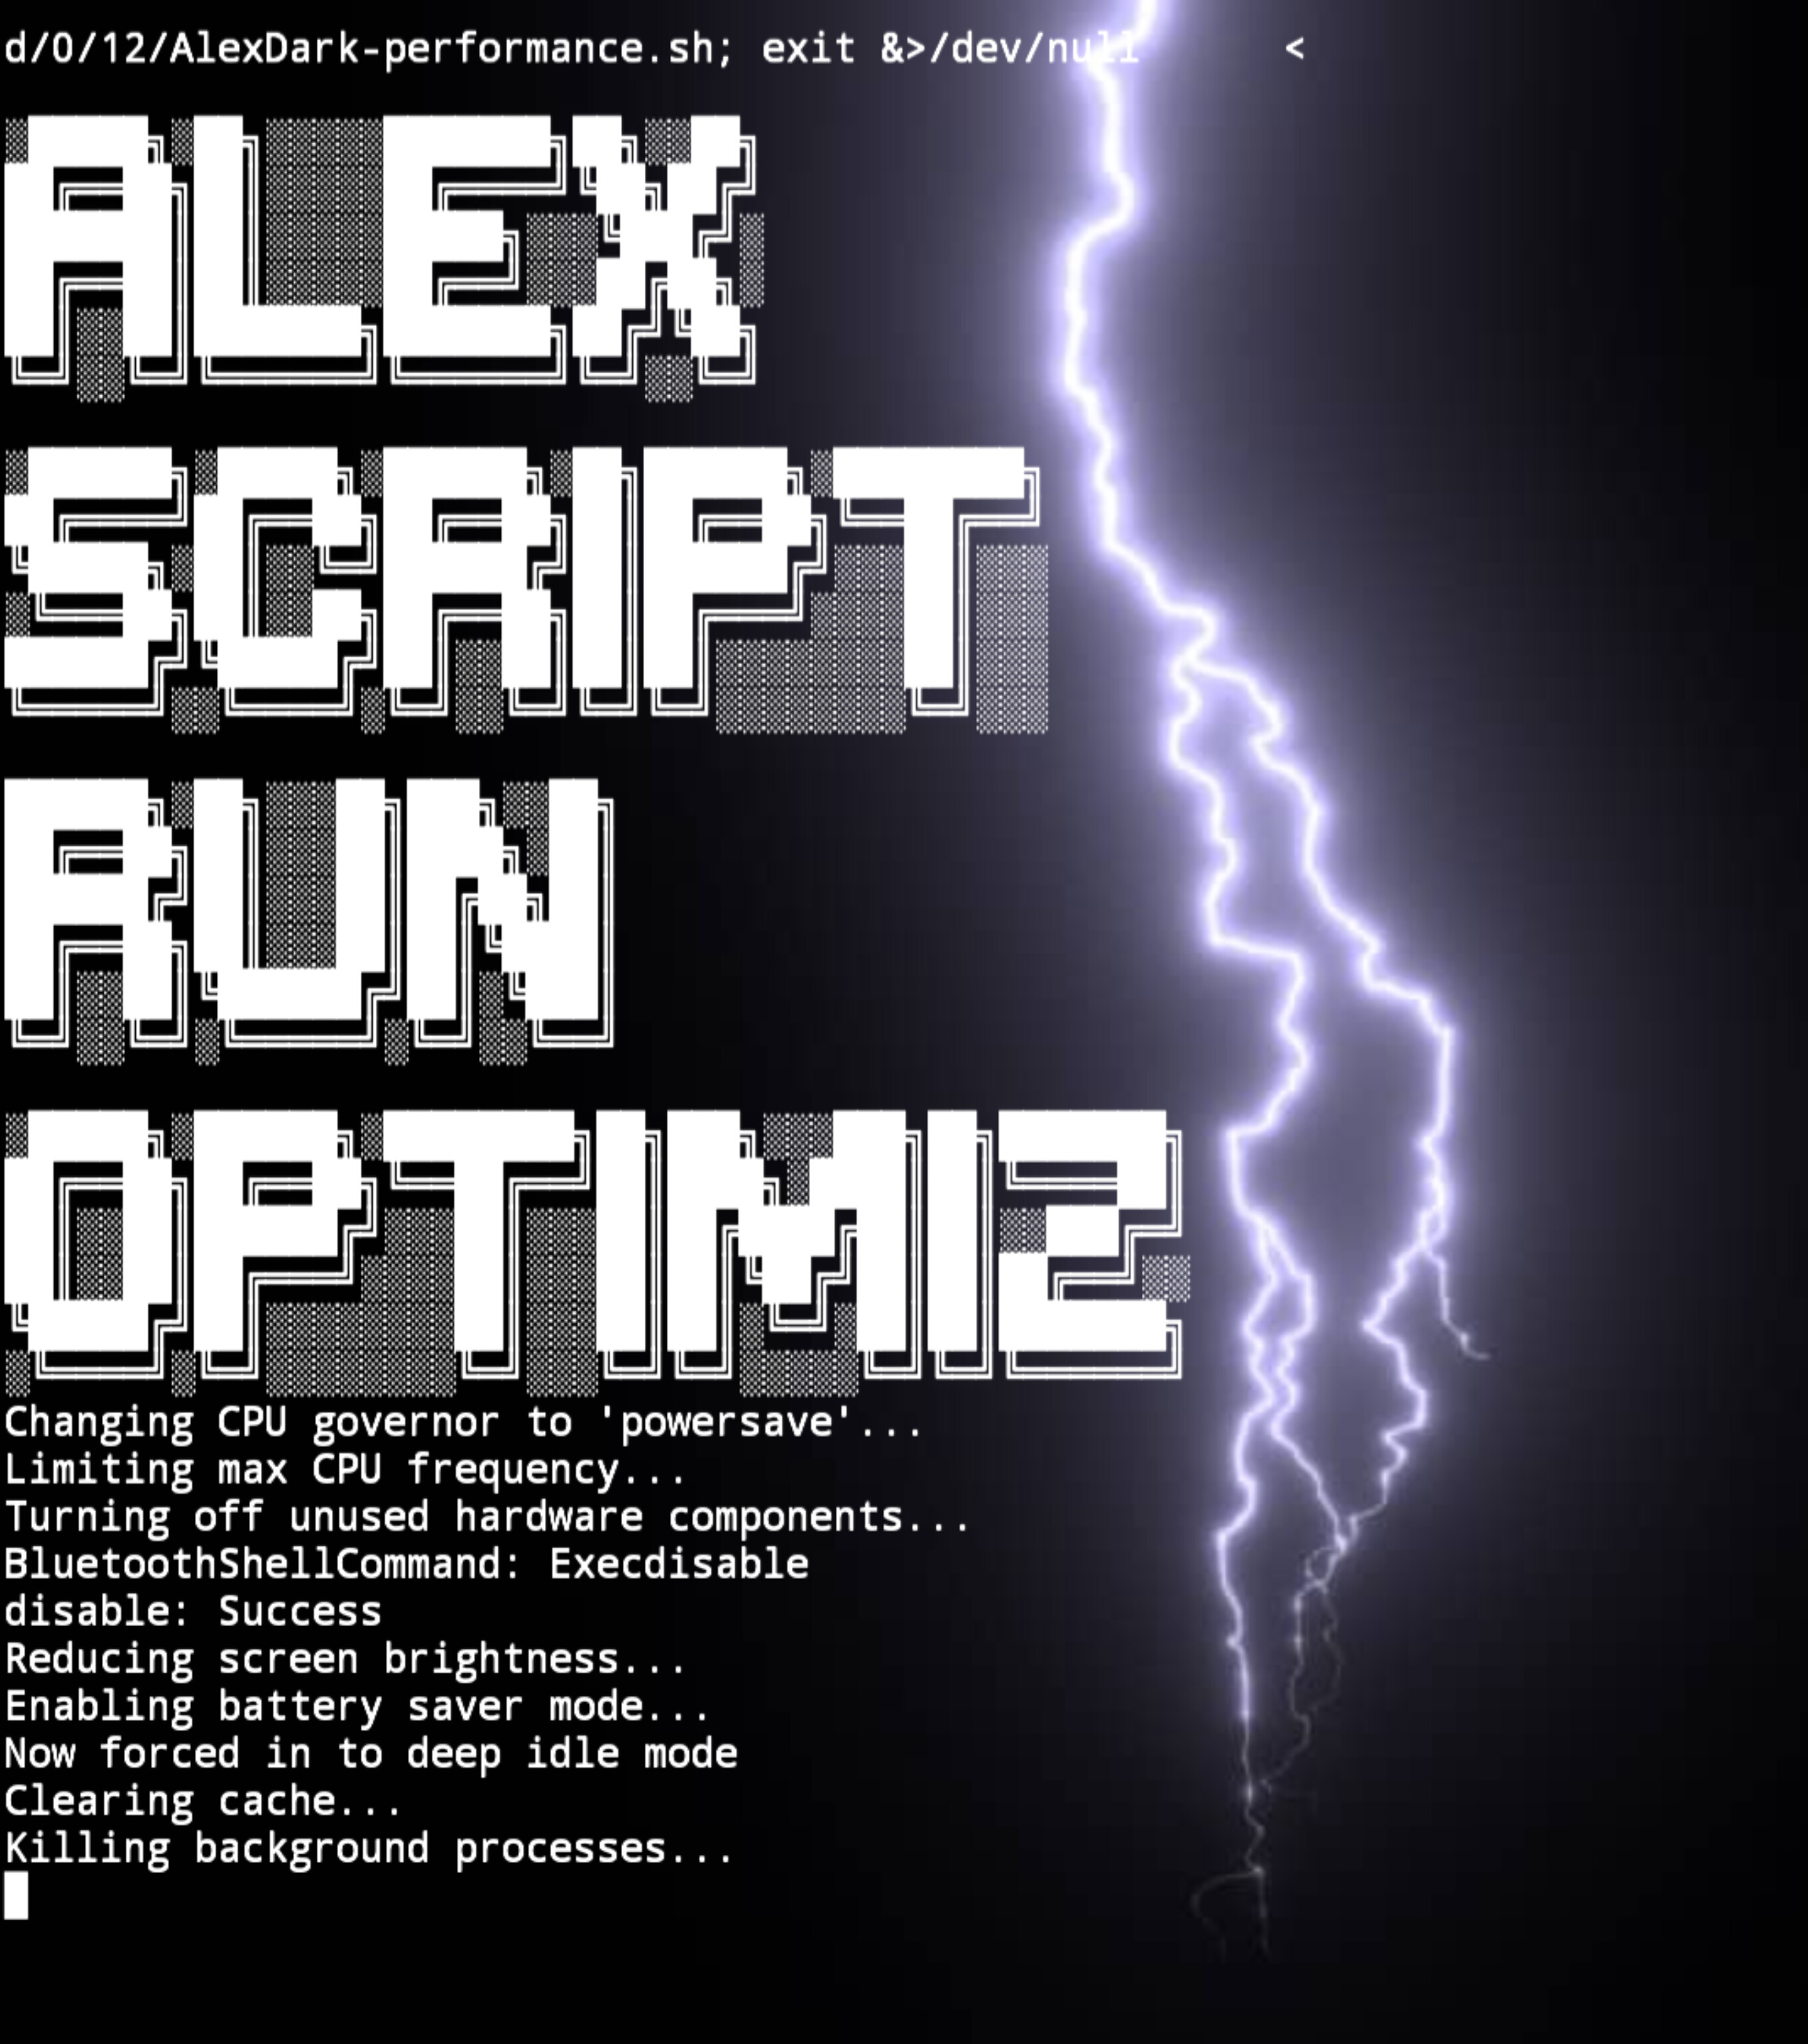 d/0/12/AlexDark-performance.sh; exit &>/dev/null <
ALEX
SCRIPT
RUN
OPTIMIZ
Changing CPU governor to 'powersave'...
Limiting max CPU frequency...
Turning off unused hardware components...
BluetoothShellCommand: Execdisable
disable: Success
Reducing screen brightness...
Enabling battery saver mode...
Now forced in to deep idle mode
Clearing cache...
Killing background processes...